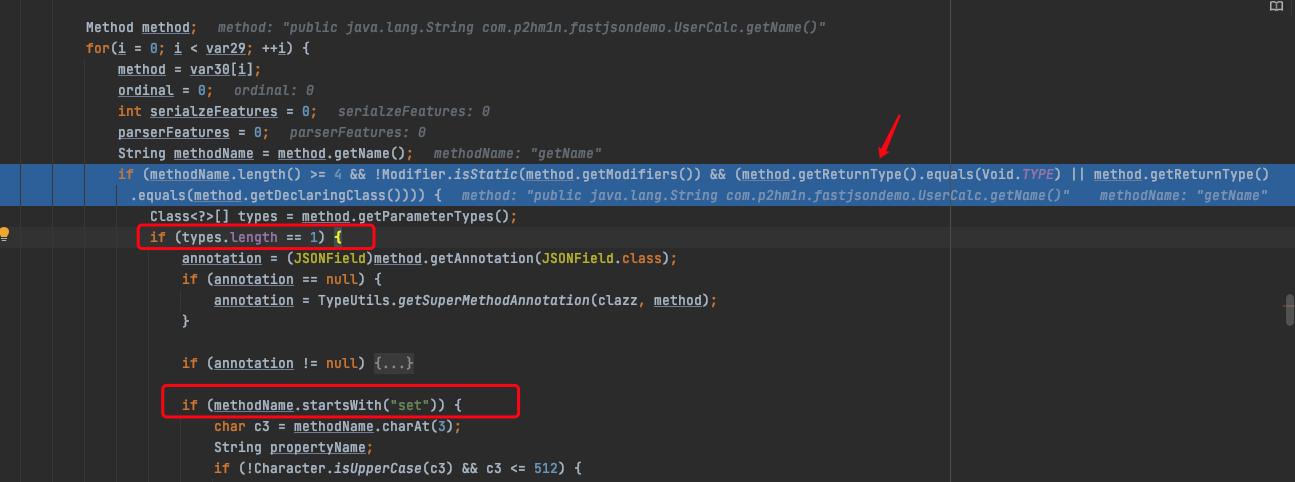 Method method;   method: "public java.lang.String com.p2hm1n.fastjsondemo.UserCalc.getName()"
for(i = 0; i < var29; ++i) {
method = var30[i];
ordinal = 0;   ordinal: 0
int serialzeFeatures = 0;   serialzeFeatures: 0
parserFeatures = 0;   parserFeatures: 0
String methodName = method.getName();   methodName: "getName"
if (methodName.length() >= 4 && !Modifier.isStatic(method.getModifiers()) && (method.getReturnType().equals(Void.TYPE) || method.getReturnType()
.equals(method.getDeclaringClass()))) {   method: "public java.lang.String com.p2hm1n.fastjsondemo.UserCalc.getName()"   methodName: "getName"
Class<?>[] types = method.getParameterTypes();
if (types.length == 1) {
annotation = (JSONField)method.getAnnotation(JSONField.class);
if (annotation == null) {
annotation = TypeUtils.getSuperMethodAnnotation(clazz, method);
}
if (annotation != null) {...}
if (methodName.startsWith("set")) {
char c3 = methodName.charAt(3);
String propertyName;
if (!Character.isUpperCase(c3) && c3 <= 512) {